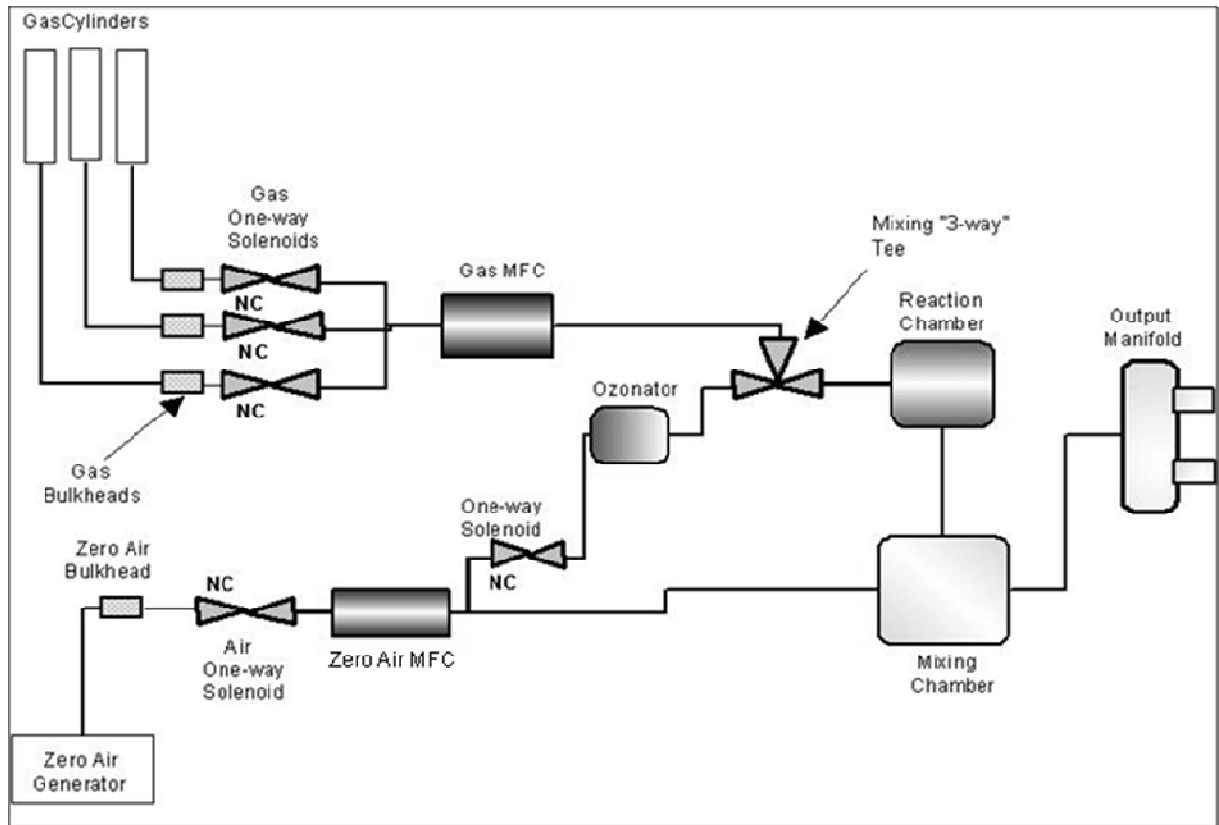 GasCylinders
Gas
One-way
Solenoids
NC
NC
NC
Gas
Bulkheads
Gas MFC
Mixing "3-way"
Tee
Reaction
Chamber
Output
Manifold
Ozonator
One-way
Solenoid
NC
Zero Air
Bulkhead
NC
Air
One-way
Solenoid
Zero Air MFC
Mixing
Chamber
Zero Air
Generator